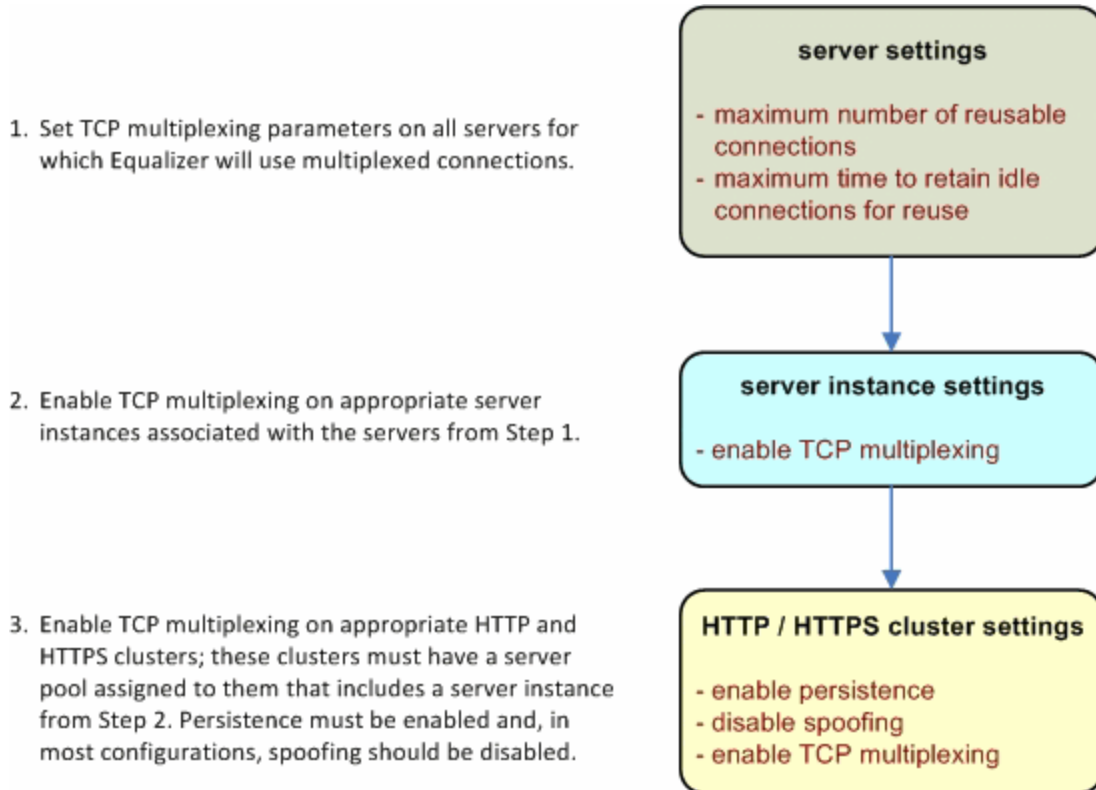 server settings
- maximum number of reusable
connections
- maximum time to retain idle
connections for reuse
1. Set TCP multiplexing parameters on all servers for
which Equalizer will use multiplexed connections.
server instance settings
- enable TCP multiplexing
2. Enable TCP multiplexing on appropriate server
instances associated with the servers from Step 1.
HTTP / HTTPS cluster settings
- enable persistence
- disable spoofing
- enable TCP multiplexing
3. Enable TCP multiplexing on appropriate HTTP and
HTTPS clusters; these clusters must have a server
pool assigned to them that includes a server instance
from Step 2. Persistence must be enabled and, in
most configurations, spoofing should be disabled.